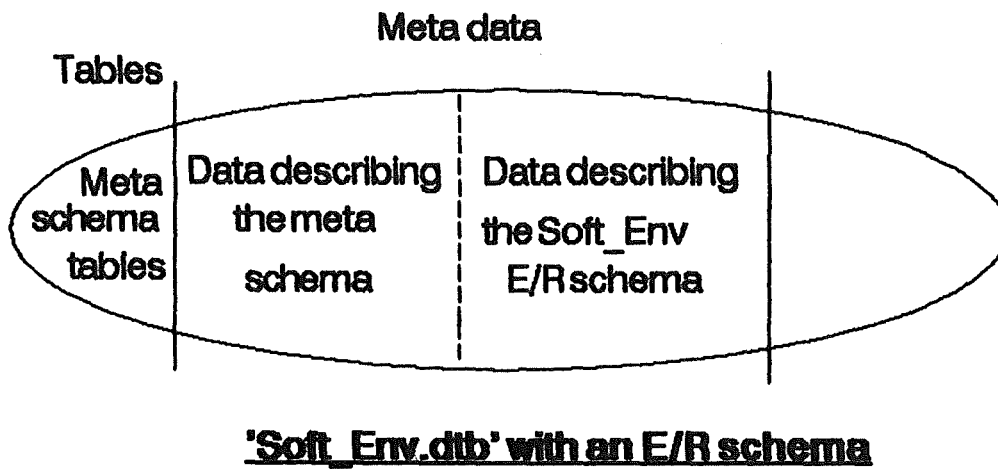 Meta data
Tables
Meta
schema
tables
Data describing
the meta
schema
Data describing
the Soft_Env
E/R schema
'Soft_Env.dtb' with an E/R schema